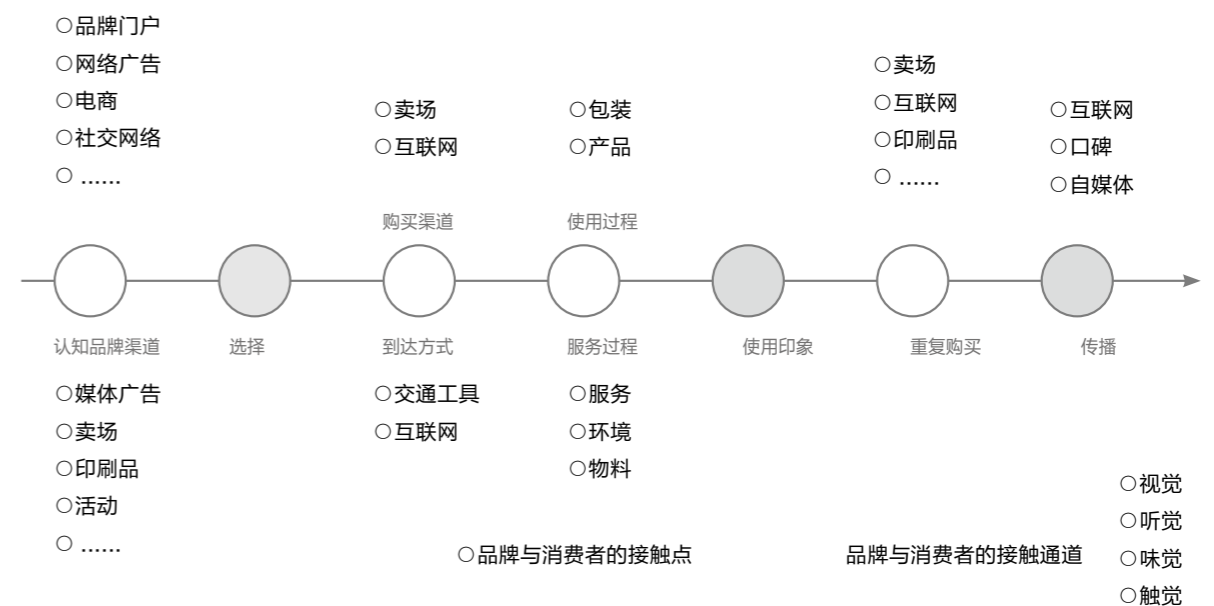 ○品牌门户
○网络广告
○电商
○社交网络
○ ......
○卖场
○互联网
○包装
○产品
○卖场
○互联网
○印刷品
○ ......
○互联网
○口碑
○自媒体
购买渠道
使用过程
认知品牌渠道
选择
到达方式
服务过程
使用印象
重复购买
传播
○媒体广告
○卖场
○印刷品
○活动
○ ......
○交通工具
○互联网
○服务
○环境
○物料
○品牌与消费者的接触点
品牌与消费者的接触通道
○视觉
○听觉
○味觉
○触觉